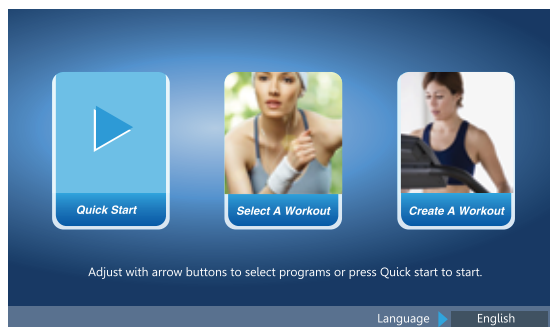 Quick Start
Select A Workout
Create A Workout
Adjust with arrow buttons to select programs or press Quick start to start.
Language English